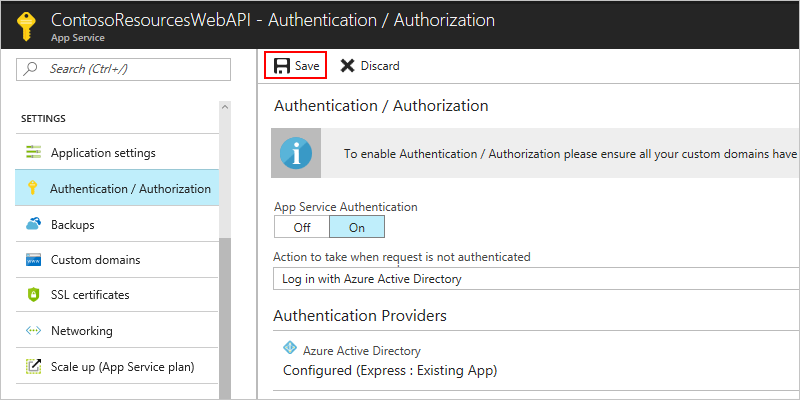 ContosoResourcesWebAPI - Authentication / Authorization
App Service
Search (Ctrl+/)
SETTINGS
Application settings
Authentication / Authorization
Backups
Custom domains
SSL certificates
Networking
Scale up (App Service plan)
Save
Discard
Authentication / Authorization
To enable Authentication / Authorization please ensure all your custom domains have
App Service Authentication
Off
On
Action to take when request is not authenticated
Log in with Azure Active Directory
Authentication Providers
Azure Active Directory
Configured (Express : Existing App)